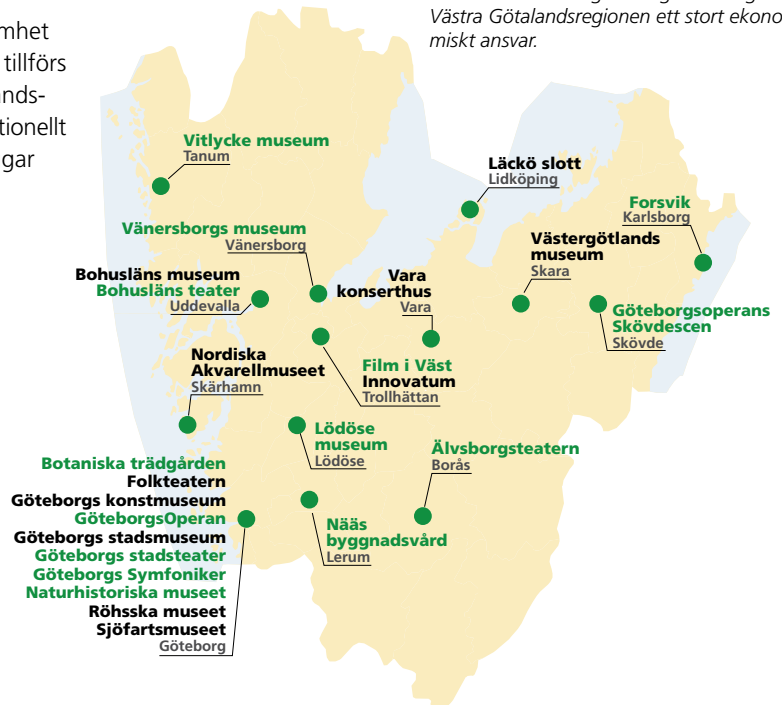 mhet
tillförs
ands-
tionellt
gar
Västra Götalandsregionen ett stort ekono-
miskt ansvar.
Vitlycke museum
Tanum
Läckö slott
Lidköping
Forsvik
Karlsborg
Vänersborgs museum
Vänersborg
Västergötlands
museum
Skara
Bohusläns museum
Bohusläns teater
Uddevalla
Vara
konserthus
Vara
Göteborgsoperans
Skövdescen
Skövde
Nordiska
Akvarellmuseet
Skärhamn
Film i Väst
Innovatum
Trollhättan
Lödöse
museum
Lödöse
Älvsborgsteatern
Borås
Botaniska trädgården
Folkteatern
Göteborgs konstmuseum
GöteborgsOperan
Göteborgs stadsmuseum
Göteborgs stadsteater
Göteborgs Symfoniker
Naturhistoriska museet
Röhsska museet
Sjöfartsmuseet
Göteborg
Nääs
byggnadsvård
Lerum